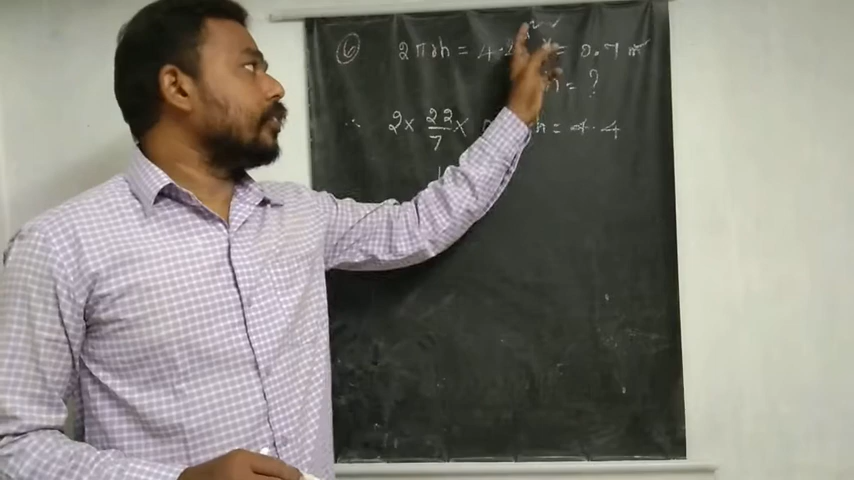 6 2πrh = 4.4 = 0.7 m
h = ?
∴ 2 × 22/7 × h = 4.4